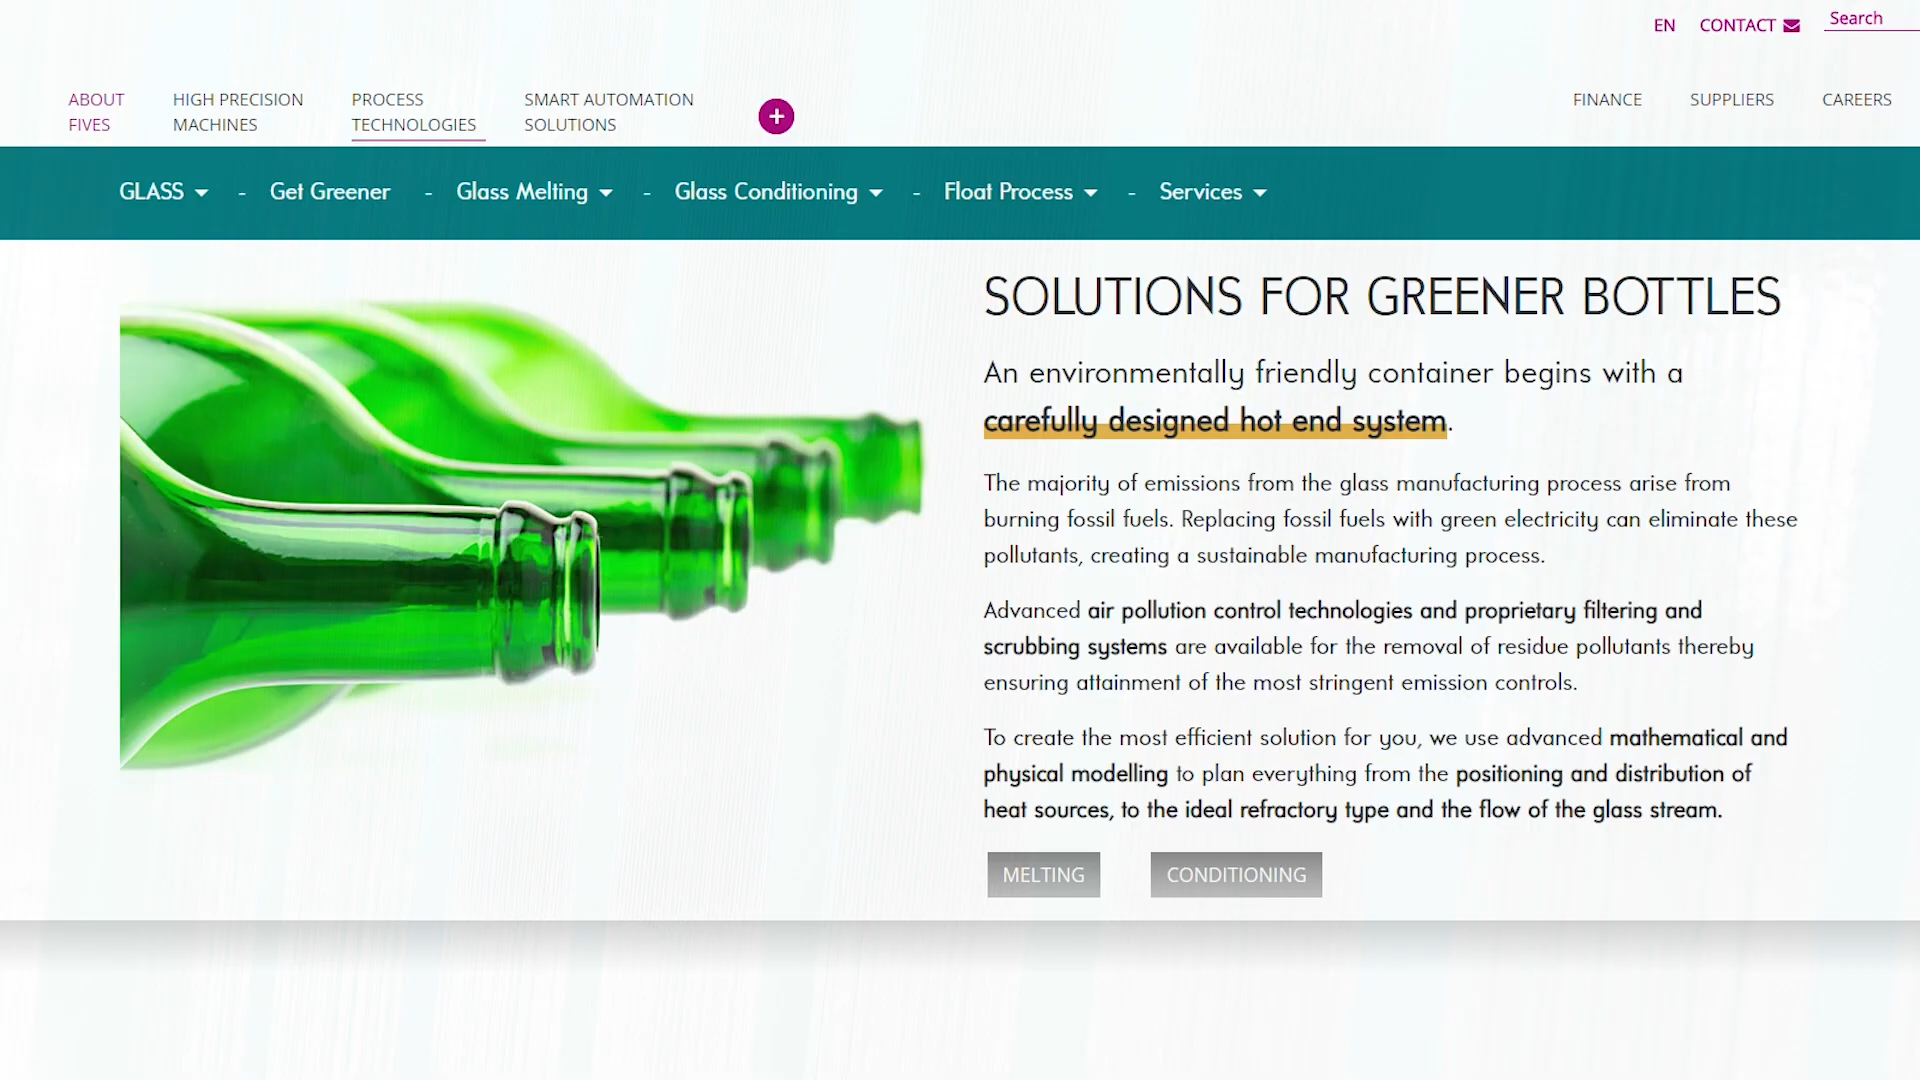 EN CONTACT Search
ABOUT FIVES
HIGH PRECISION MACHINES
PROCESS TECHNOLOGIES
SMART AUTOMATION SOLUTIONS
+
FINANCE SUPPLIERS CAREERS
GLASS - Get Greener - Glass Melting - Glass Conditioning - Float Process - Services
SOLUTIONS FOR GREENER BOTTLES
An environmentally friendly container begins with a
carefully designed hot end system.
The majority of emissions from the glass manufacturing process arise from
burning fossil fuels. Replacing fossil fuels with green electricity can eliminate these
pollutants, creating a sustainable manufacturing process.
Advanced air pollution control technologies and proprietary filtering and
scrubbing systems are available for the removal of residue pollutants thereby
ensuring attainment of the most stringent emission controls.
To create the most efficient solution for you, we use advanced mathematical and
physical modelling to plan everything from the positioning and distribution of
heat sources, to the ideal refractory type and the flow of the glass stream.
MELTING CONDITIONING